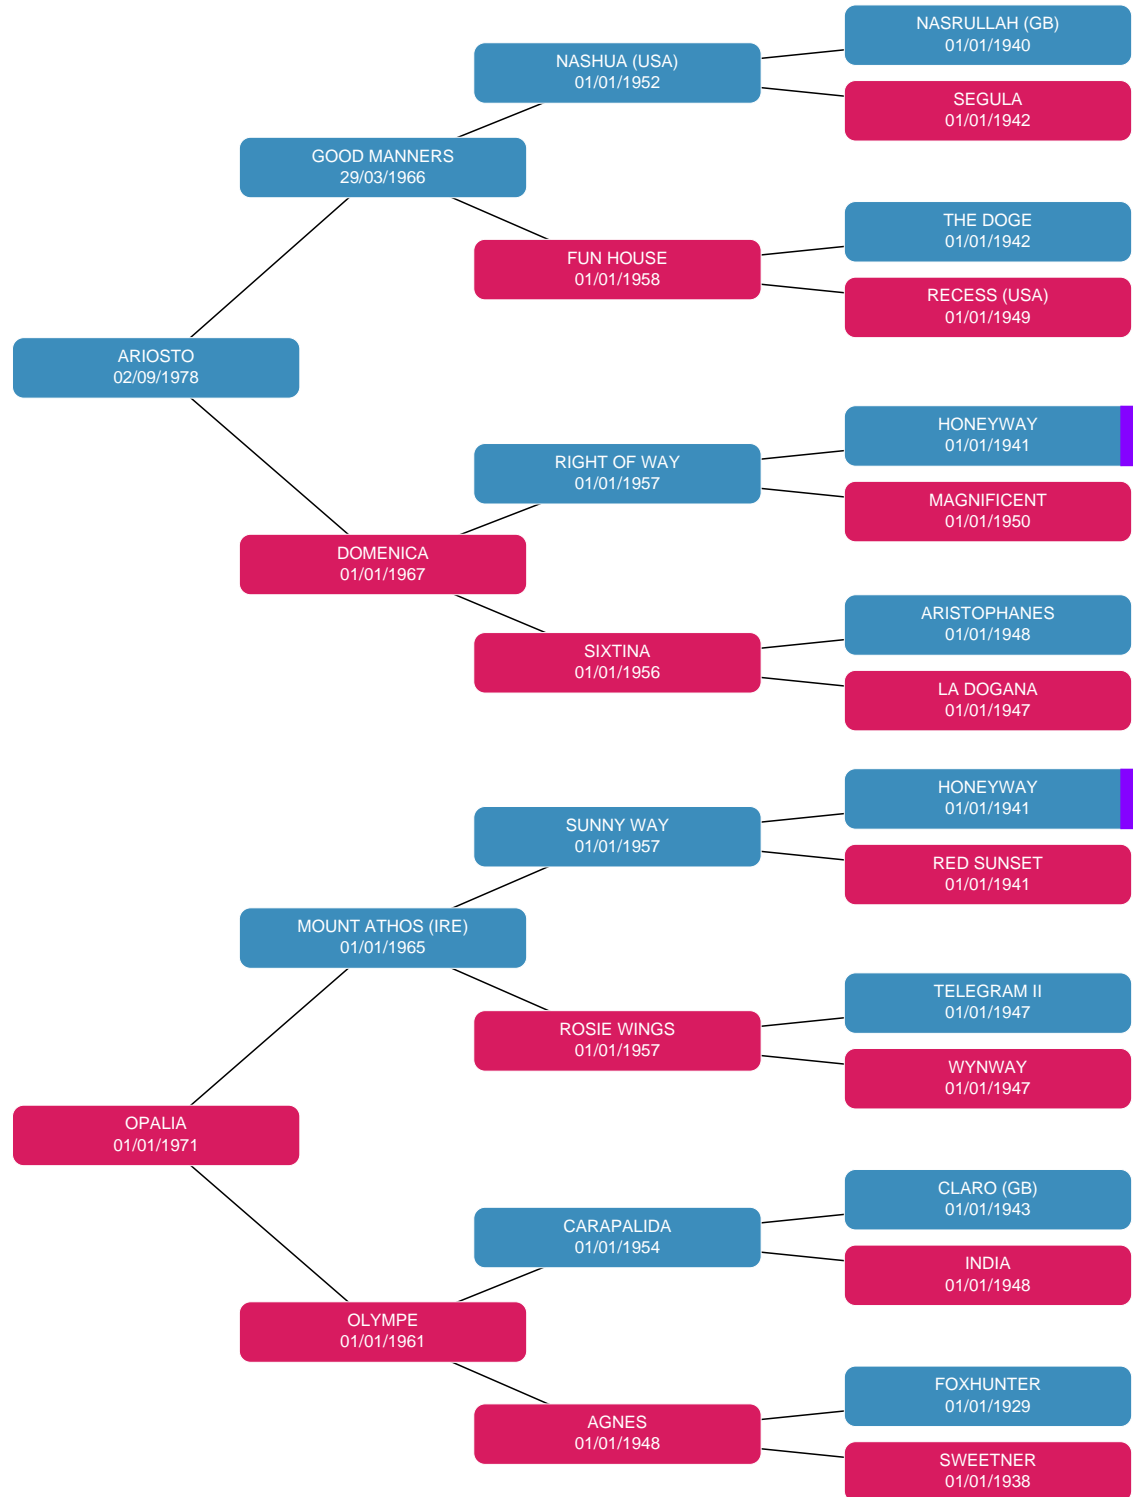 NASRULLAH (GB)
01/01/1940
NASHUA (USA)
01/01/1952
SEGULA
01/01/1942
GOOD MANNERS
29/03/1966
THE DOGE
01/01/1942
FUN HOUSE
01/01/1958
RECESS (USA)
01/01/1949
ARIOSTO
02/09/1978
HONEYWAY
01/01/1941
RIGHT OF WAY
01/01/1957
MAGNIFICENT
01/01/1950
DOMENICA
01/01/1967
ARISTOPHANES
01/01/1948
SIXTINA
01/01/1956
LA DOGANA
01/01/1947
HONEYWAY
01/01/1941
SUNNY WAY
01/01/1957
RED SUNSET
01/01/1941
MOUNT ATHOS (IRE)
01/01/1965
TELEGRAM II
01/01/1947
ROSIE WINGS
01/01/1957
WYNWAY
01/01/1947
OPALIA
01/01/1971
CLARO (GB)
01/01/1943
CARAPALIDA
01/01/1954
INDIA
01/01/1948
OLYMPE
01/01/1961
FOXHUNTER
01/01/1929
AGNES
01/01/1948
SWEETNER
01/01/1938